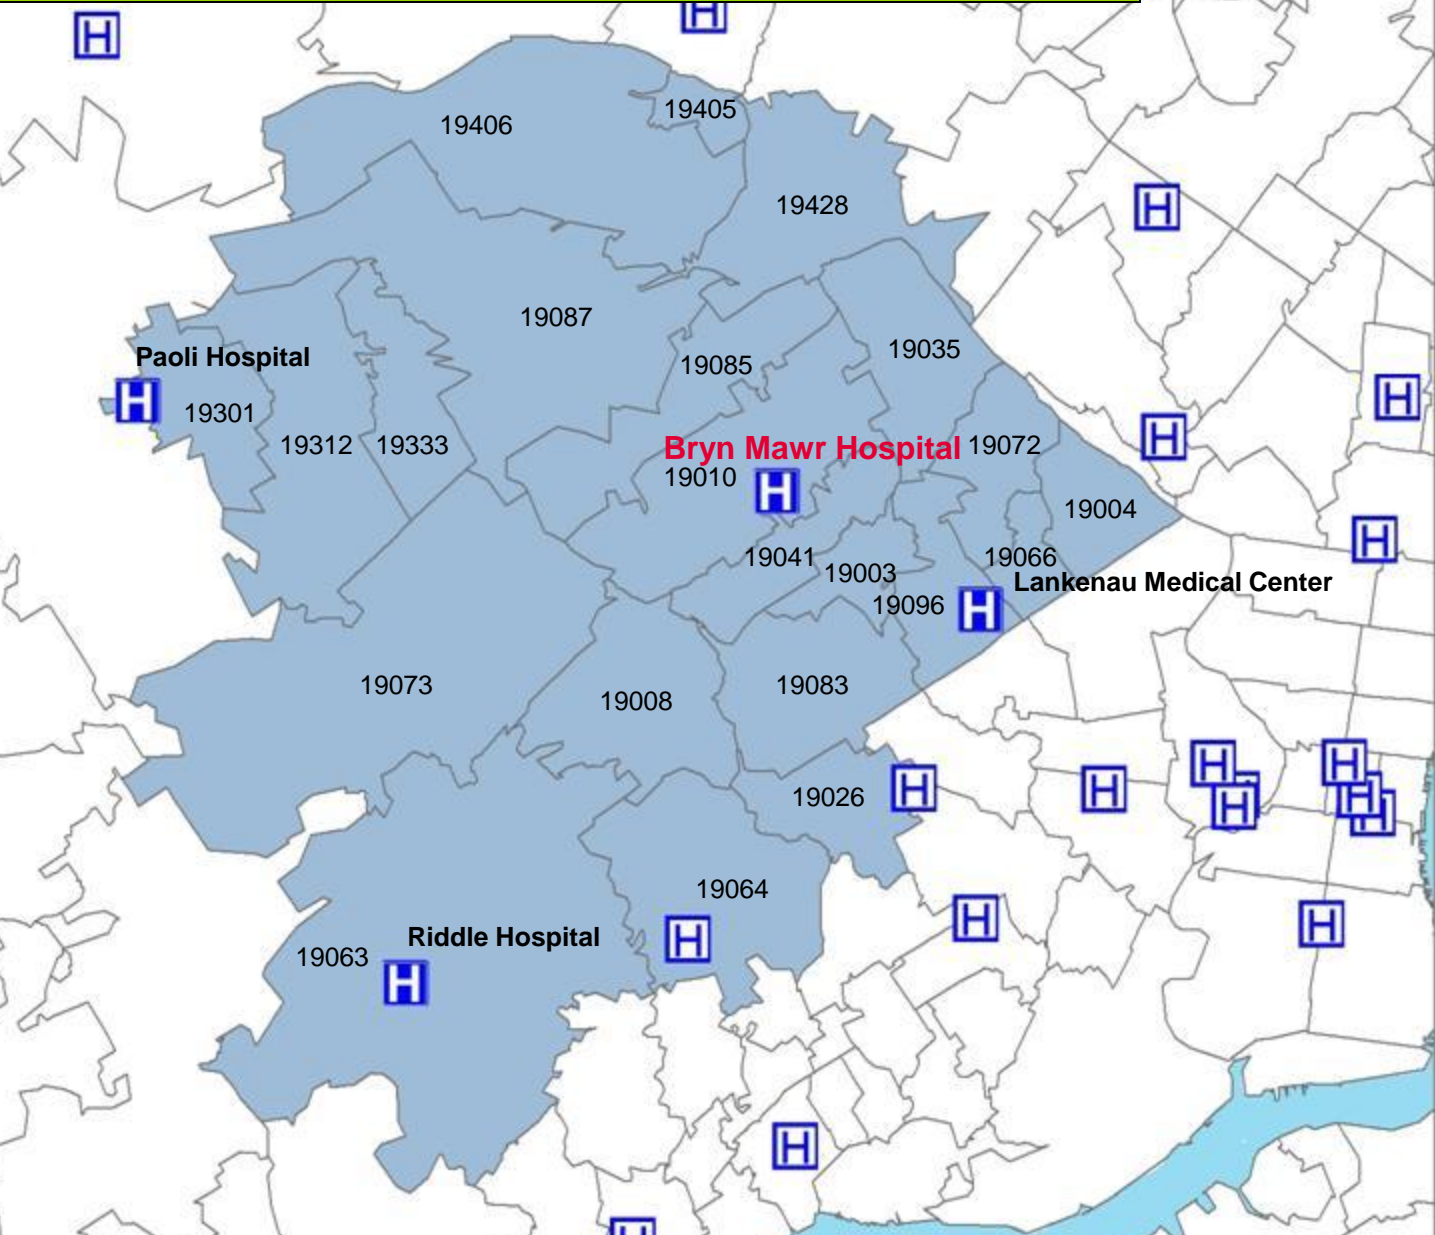 H
H
19405
19406
19428
H
19087
19035
Paoli Hospital
19085
H
H
19301
H
19312
19333
19072
Bryn Mawr Hospital
19010
H
19004
H
19041
19066
19003
Lankenau Medical Center
19096
H
19073
19008
19083
H
H
H
H
H
19026
H
H
H
19064
H
H
Riddle Hospital
H
19063
H
H
H